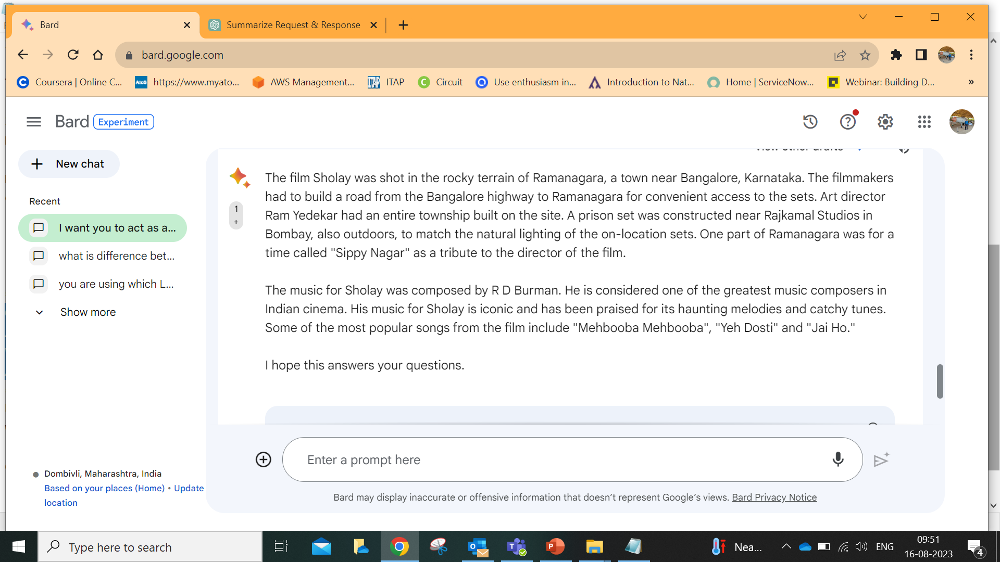 Bard
Summarize Request & Response
bard.google.com
Coursera | Online C...
https://www.myato...
AWS Management...
ITAP
Circuit
Use enthusiasm in...
Introduction to Nat...
Home | ServiceNow...
Webinar: Building D...
»
Bard Experiment
New chat
Recent
I want you to act as a...
what is difference bet...
you are using which L...
Show more
Dombivli, Maharashtra, India
Based on your places (Home) • Update
location
The film Sholay was shot in the rocky terrain of Ramanagara, a town near Bangalore, Karnataka. The filmmakers
had to build a road from the Bangalore highway to Ramanagara for convenient access to the sets. Art director
Ram Yedekar had an entire township built on the site. A prison set was constructed near Rajkamal Studios in
Bombay, also outdoors, to match the natural lighting of the on-location sets. One part of Ramanagara was for a
time called "Sippy Nagar" as a tribute to the director of the film.
The music for Sholay was composed by R D Burman. He is considered one of the greatest music composers in
Indian cinema. His music for Sholay is iconic and has been praised for its haunting melodies and catchy tunes.
Some of the most popular songs from the film include "Mehbooba Mehbooba", "Yeh Dosti" and "Jai Ho."
I hope this answers your questions.
1
+
Enter a prompt here
Bard may display inaccurate or offensive information that doesn't represent Google's views. Bard Privacy Notice
Type here to search
Nea...
ENG
09:51
16-08-2023
4